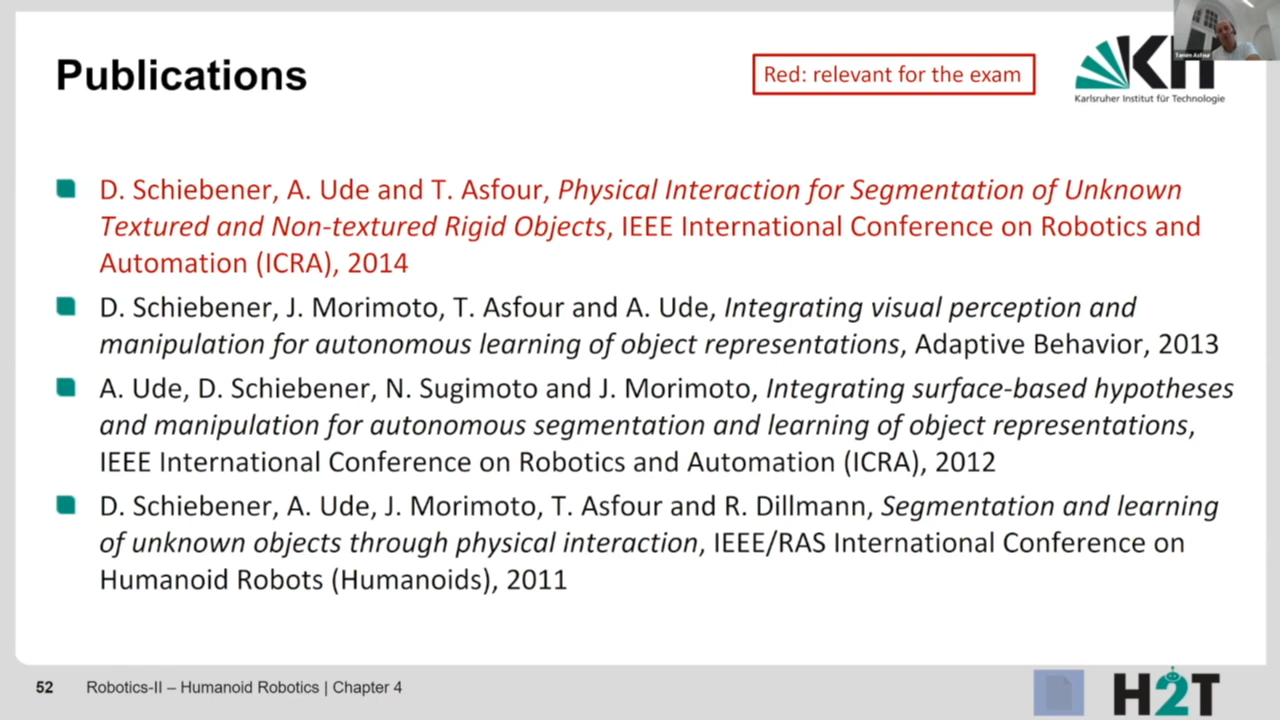 Publications
Red: relevant for the exam
KIT
Karlsruher Institut für Technologie
Tamim Asfour
D. Schiebener, A. Ude and T. Asfour, Physical Interaction for Segmentation of Unknown
Textured and Non-textured Rigid Objects, IEEE International Conference on Robotics and
Automation (ICRA), 2014
D. Schiebener, J. Morimoto, T. Asfour and A. Ude, Integrating visual perception and
manipulation for autonomous learning of object representations, Adaptive Behavior, 2013
A. Ude, D. Schiebener, N. Sugimoto and J. Morimoto, Integrating surface-based hypotheses
and manipulation for autonomous segmentation and learning of object representations,
IEEE International Conference on Robotics and Automation (ICRA), 2012
D. Schiebener, A. Ude, J. Morimoto, T. Asfour and R. Dillmann, Segmentation and learning
of unknown objects through physical interaction, IEEE/RAS International Conference on
Humanoid Robots (Humanoids), 2011
52 Robotics-II – Humanoid Robotics | Chapter 4
H2T